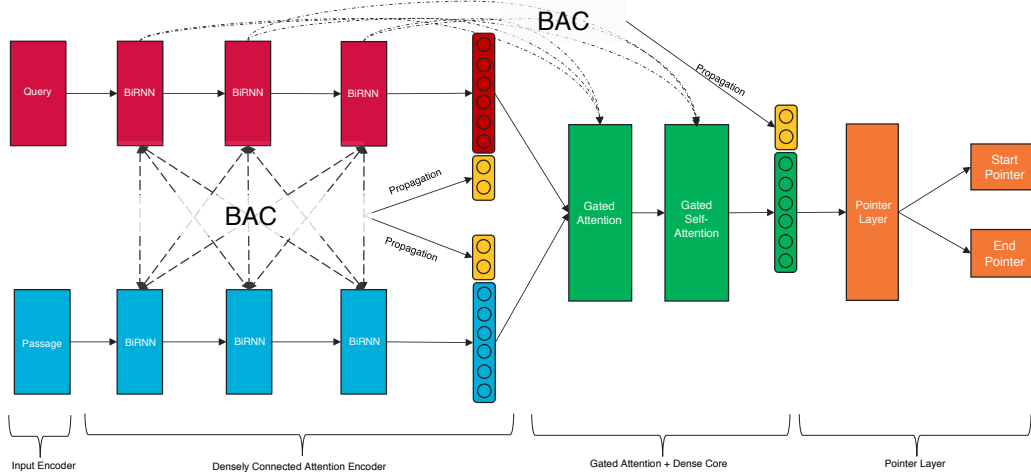 BAC
Query
BiRNN
BiRNN
BiRNN
Propagation
Propagation
BAC
Propagation
Gated
Attention
Gated
Self-
Attention
Pointer
Layer
Start
Pointer
End
Pointer
Passage
BiRNN
BiRNN
BiRNN
Input Encoder
Densely Connected Attention Encoder
Gated Attention + Dense Core
Pointer Layer